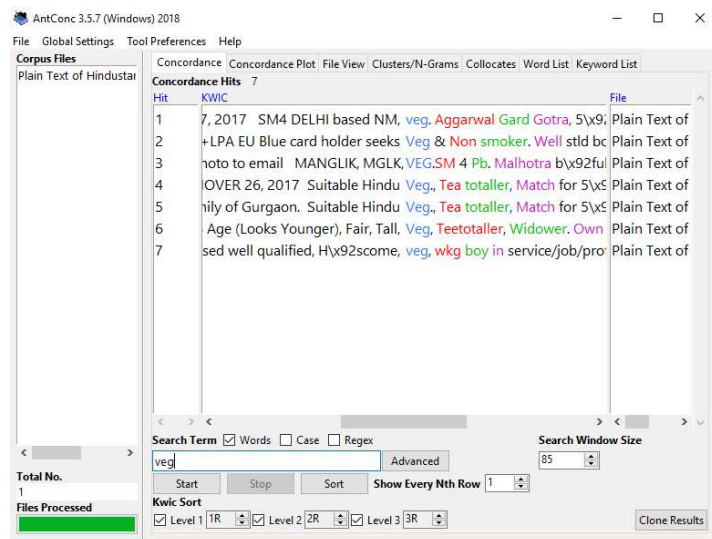 AntConc 3.5.7 (Windows) 2018
File Global Settings Tool Preferences Help
Corpus Files
Plain Text of Hindustar
Concordance Concordance Plot File View Clusters/N-Grams Collocates Word List Keyword List
Concordance Hits 7
Hit KWIC File
1 7, 2017 SM4 DELHI based NM, veg. Aggarwal Gard Gotra, 5\x92 Plain Text of
2 +LPA EU Blue card holder seeks Veg & Non smoker. Well stld bc Plain Text of
3 noto to email MANGLIK, MGLK,VEG.SM 4 Pb. Malhotra b\x92ful Plain Text of
4 OVER 26, 2017 Suitable Hindu Veg., Tea totaller, Match for 5\x9 Plain Text of
5 nily of Gurgaon. Suitable Hindu Veg., Tea totaller, Match for 5\x9 Plain Text of
6 Age (Looks Younger), Fair, Tall, Veg, Teetotaller, Widower. Own Plain Text of
7 sed well qualified, H\x92some, veg, wkg boy in service/job/pro Plain Text of
Search Term Words Case Regex Search Window Size
veg Advanced 85
Start Stop Sort Show Every Nth Row 1
Total No.
1
Files Processed
Kwic Sort
Level 1 1R Level 2 2R Level 3 3R Clone Results